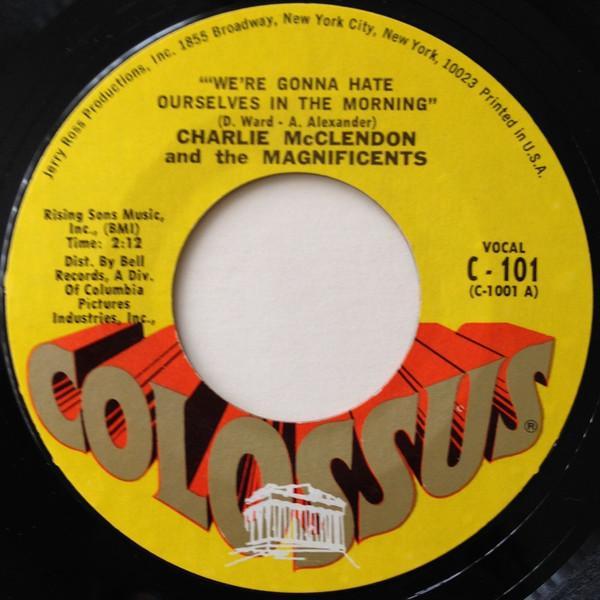 Jerry Ross Productions, Inc. 1855 Broadway, New York City, New York, 10023 Printed in U.S.A.
"'WE'RE GONNA HATE
OURSELVES IN THE MORNING"
(D. Ward - A. Alexander)
CHARLIE McCLENDON
and the MAGNIFICENTS
Rising Sons Music,
Inc., (BMI)
Time: 2:12
Dist. By Bell
Records, A Div.
Of Columbia
Pictures
Industries, Inc.,
VOCAL
C - 101
(C-1001 A)
COLOSSUS ®